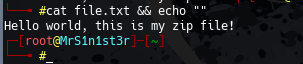 #cat file.txt && echo ""
Hello world, this is my zip file!
[root@MrS1n1st3r]-[~]
#_